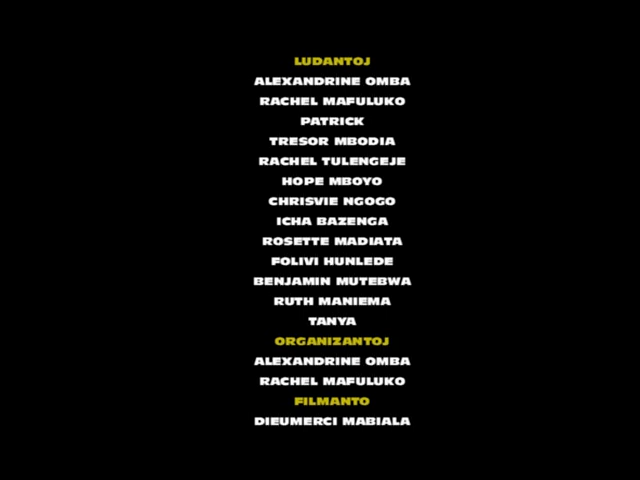 LUDANTOJ
ALEXANDRINE OMBA
RACHEL MAFULUKO
PATRICK
TRESOR MBODIA
RACHEL TULENGEJE
HOPE MBOYO
CHRISVIE NGOGO
ICHA BAZENGA
ROSETTE MADIATA
FOLIVI HUNLEDE
BENJAMIN MUTEBWA
RUTH MANIEMA
TANYA
ORGANIZANTOJ
ALEXANDRINE OMBA
RACHEL MAFULUKO
FILMANTO
DIEUMERCI MABIALA